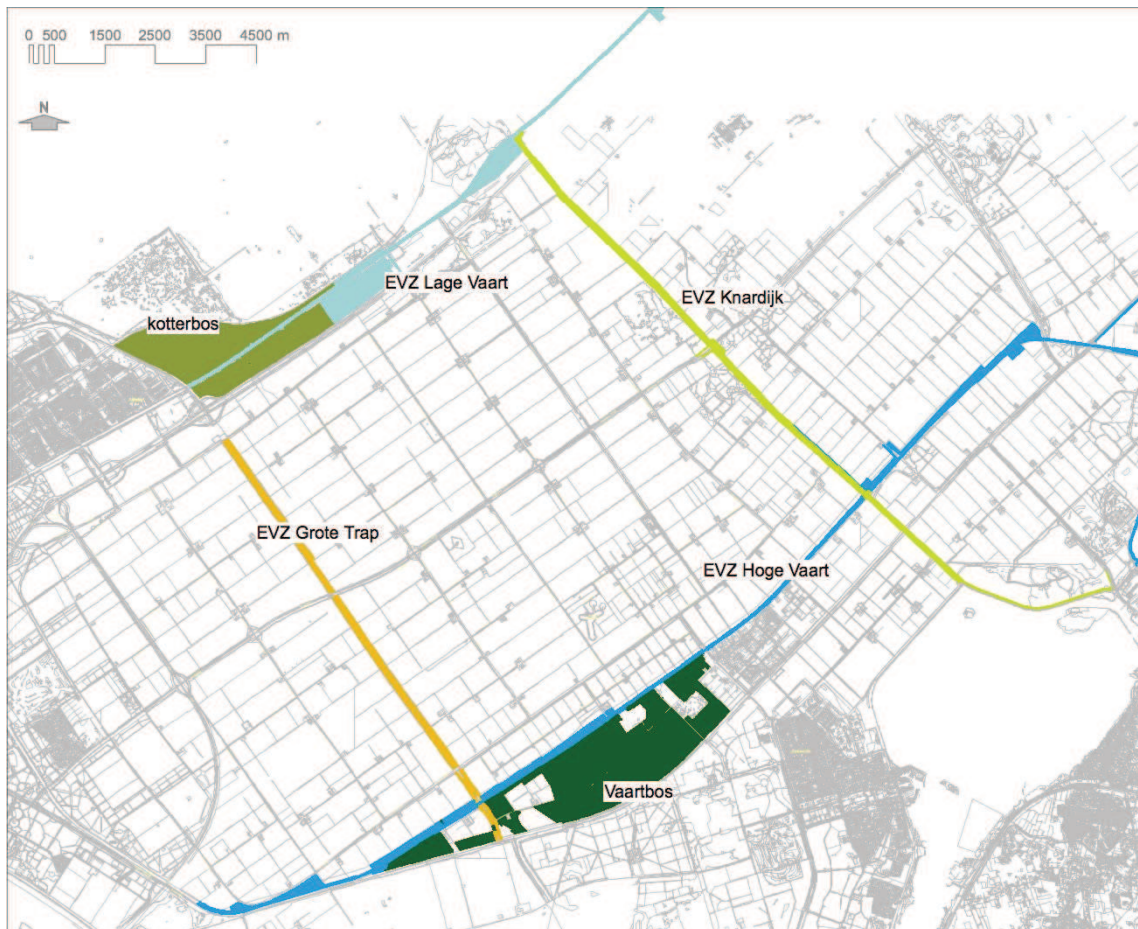 0 500 1500 2500 3500 4500 m
N
EVZ Lage Vaart
EVZ Knardijk
kotterbos
EVZ Grote Trap
EVZ Hoge Vaart
Vaartbos